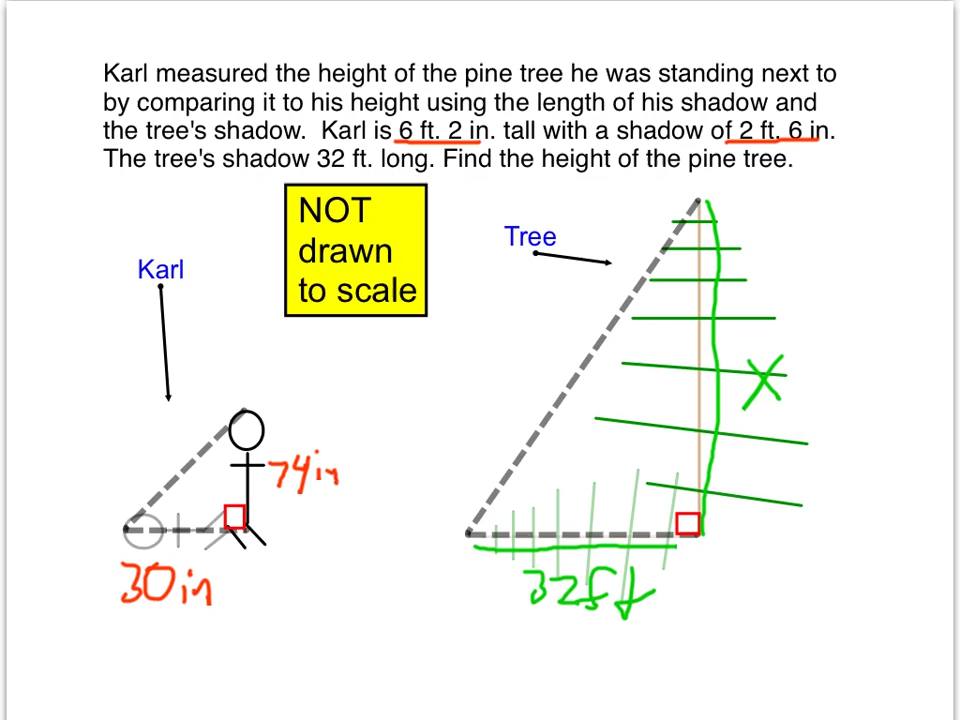 Karl measured the height of the pine tree he was standing next to
by comparing it to his height using the length of his shadow and
the tree's shadow.  Karl is 6 ft. 2 in. tall with a shadow of 2 ft. 6 in.
The tree's shadow 32 ft. long. Find the height of the pine tree.
NOT
drawn
to scale
Tree
Karl
X
74in
30in
32ft